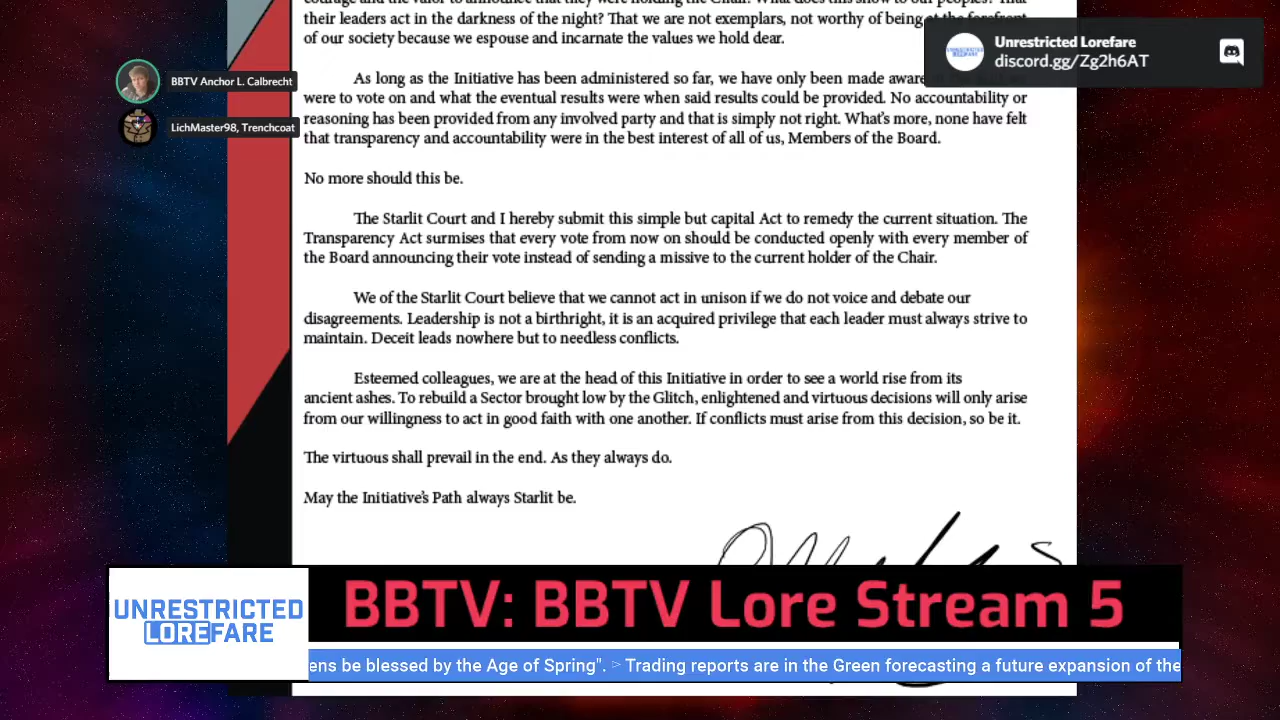 courage and the valor to announce that they were holding the Chair. What does this show to our peoples? That
their leaders act in the darkness of the night? That we are not exemplars, not worthy of being at the forefront
of our society because we espouse and incarnate the values we hold dear.
Unrestricted Lorefare
discord.gg/Zg2h6AT
BBTV Anchor L. Calbrecht
LichMaster98, Trenchcoat
As long as the Initiative has been administered so far, we have only been made aware
were to vote on and what the eventual results were when said results could be provided. No accountability or
reasoning has been provided from any involved party and that is simply not right. What's more, none have felt
that transparency and accountability were in the best interest of all of us, Members of the Board.
No more should this be.
The Starlit Court and I hereby submit this simple but capital Act to remedy the current situation. The
Transparency Act surmises that every vote from now on should be conducted openly with every member of
the Board announcing their vote instead of sending a missive to the current holder of the Chair.
We of the Starlit Court believe that we cannot act in unison if we do not voice and debate our
disagreements. Leadership is not a birthright, it is an acquired privilege that each leader must always strive to
maintain. Deceit leads nowhere but to needless conflicts.
Esteemed colleagues, we are at the head of this Initiative in order to see a world rise from its
ancient ashes. To rebuild a Sector brought low by the Glitch, enlightened and virtuous decisions will only arise
from our willingness to act in good faith with one another. If conflicts must arise from this decision, so be it.
The virtuous shall prevail in the end. As they always do.
May the Initiative's Path always Starlit be.
UNRESTRICTED
LOREFARE
BBTV: BBTV Lore Stream 5
ens be blessed by the Age of Spring". > Trading reports are in the Green forecasting a future expansion of the